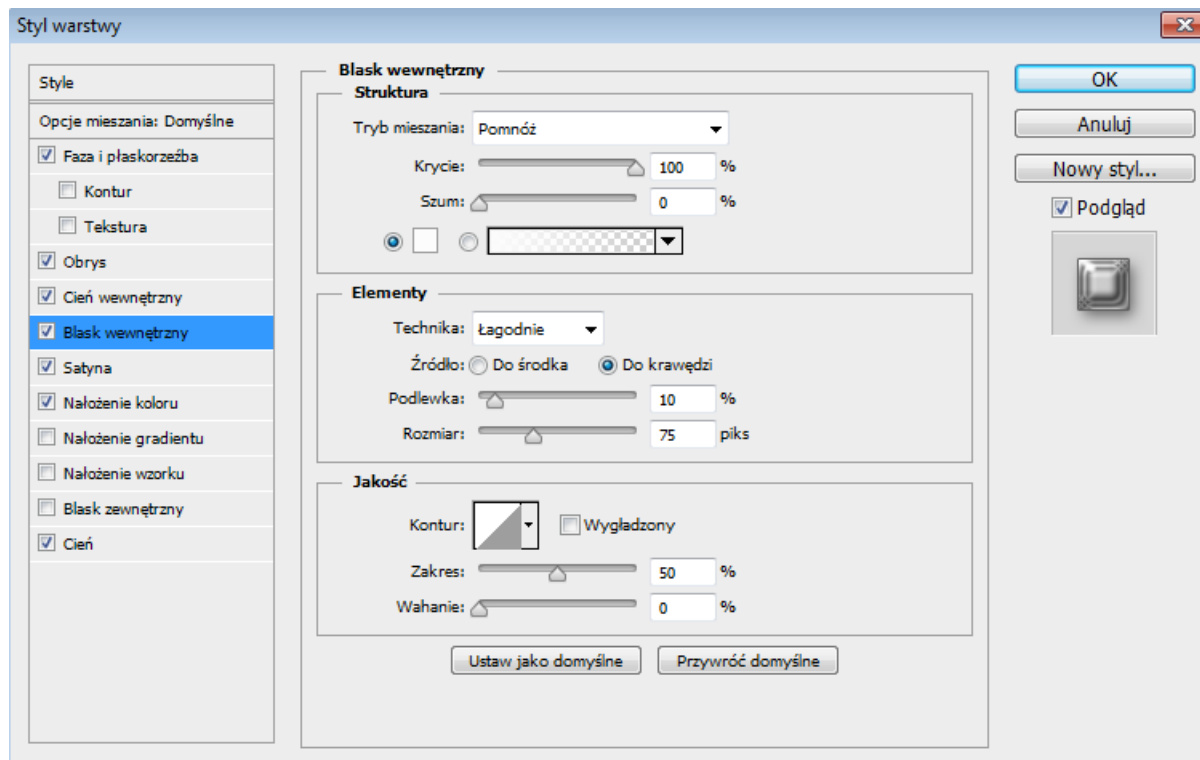 Styl warstwy
Style
Opcje mieszania: Domyślne
Faza i płaskorzeźba
Kontur
Tekstura
Obrys
Cień wewnętrzny
Blask wewnętrzny
Satyna
Nałożenie koloru
Nałożenie gradientu
Nałożenie wzorku
Blask zewnętrzny
Cień
Blask wewnętrzny
Struktura
Tryb mieszania: Pomnóż
Krycie: 100 %
Szum: 0 %
Elementy
Technika: Łagodnie
Źródło: Do środka Do krawędzi
Podlewka: 10 %
Rozmiar: 75 piks
Jakość
Kontur: Wygładzony
Zakres: 50 %
Wahanie: 0 %
Ustaw jako domyślne Przywróć domyślne
OK
Anuluj
Nowy styl...
Podgląd